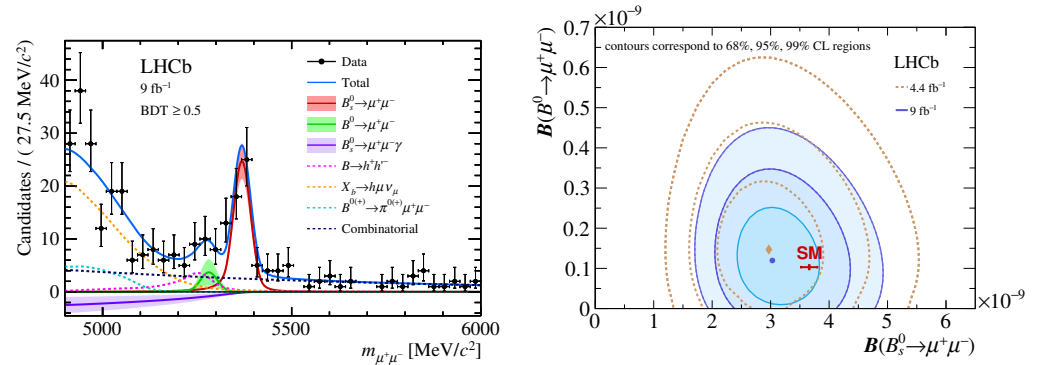 Candidates / ( 27.5 MeV/c²)
40
30
20
10
0
LHCb
9 fb⁻¹
BDT ≥ 0.5
Data
Total
B⁰ₛ→μ⁺μ⁻
B⁰→μ⁺μ⁻
B⁰ₛ→μ⁺μ⁻γ
B→h⁺h′⁻
X_b→hμν_μ
B⁰⁽⁺⁾→π⁰⁽⁺⁾μ⁺μ⁻
Combinatorial
5000 5500 6000
m_μ⁺μ⁻ [MeV/c²]
×10⁻⁹
B(B⁰→μ⁺μ⁻)
0.7
0.6
0.5
0.4
0.3
0.2
0.1
0
contours correspond to 68%, 95%, 99% CL regions
LHCb
4.4 fb⁻¹
9 fb⁻¹
SM
0 1 2 3 4 5 6
×10⁻⁹
B(B⁰ₛ→μ⁺μ⁻)